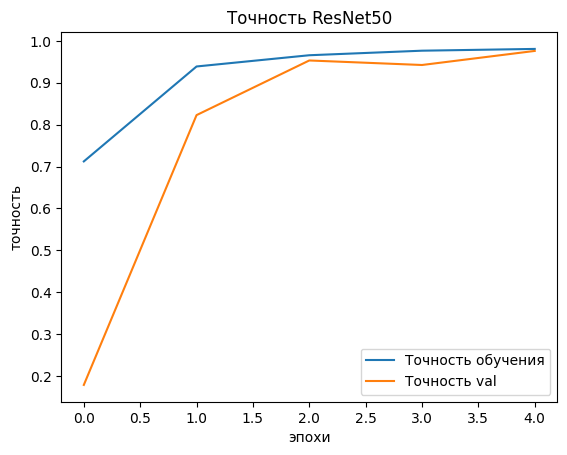 Точность ResNet50
1.0
0.9
0.8
0.7
0.6
0.5
0.4
0.3
0.2
точность
Точность обучения
Точность val
0.0 0.5 1.0 1.5 2.0 2.5 3.0 3.5 4.0
эпохи